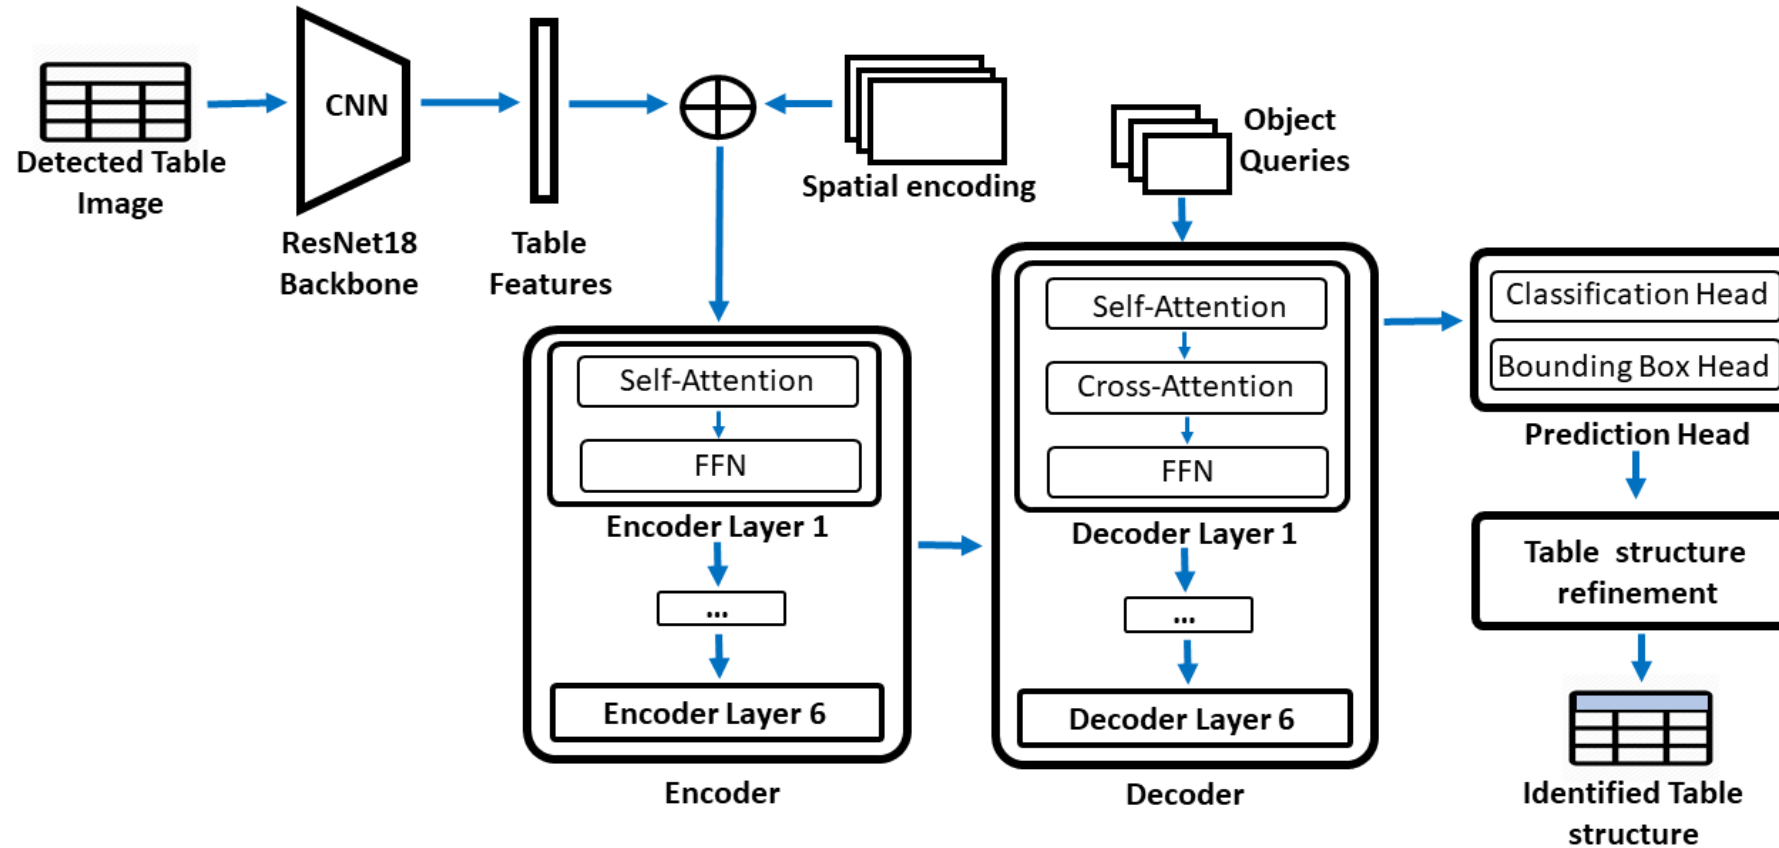 CNN
Detected Table
Image
ResNet18
Backbone
Table
Features
Spatial encoding
Object
Queries
Self-Attention
FFN
Encoder Layer 1
...
Encoder Layer 6
Encoder
Self-Attention
Cross-Attention
FFN
Decoder Layer 1
...
Decoder Layer 6
Decoder
Classification Head
Bounding Box Head
Prediction Head
Table structure
refinement
Identified Table
structure